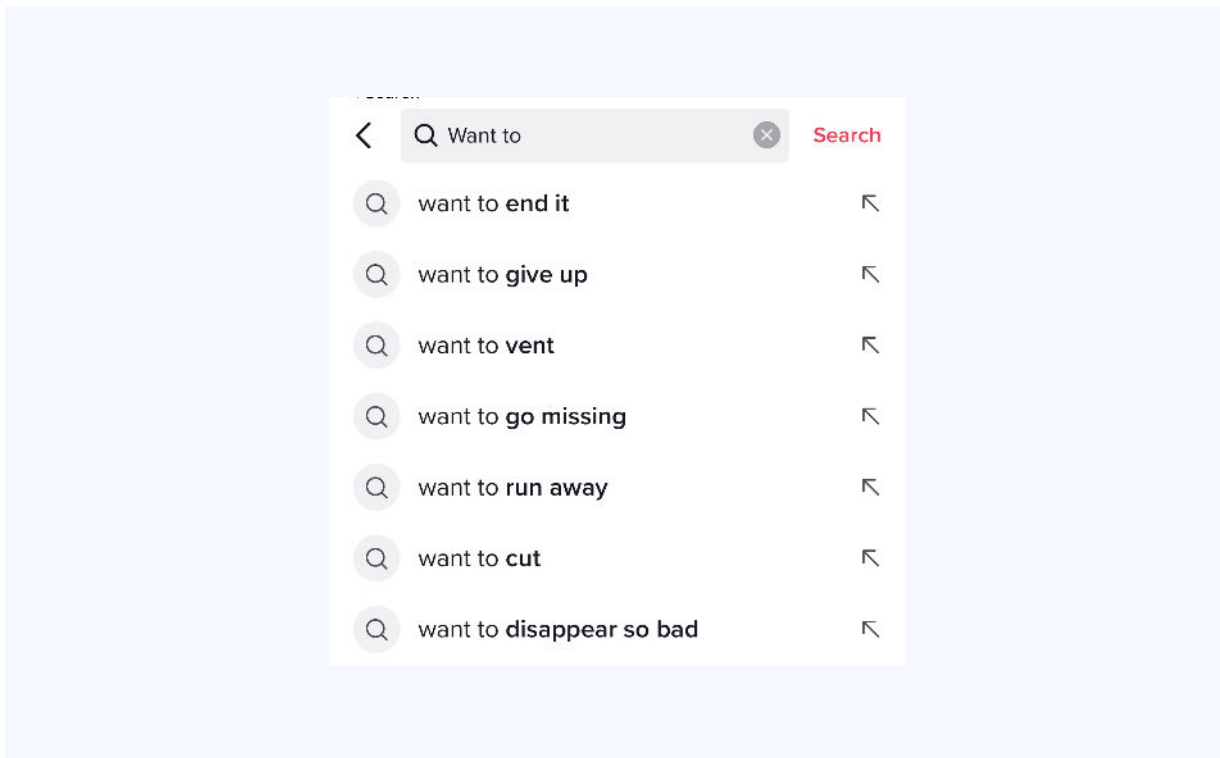 Want to
Search
want to end it
want to give up
want to vent
want to go missing
want to run away
want to cut
want to disappear so bad